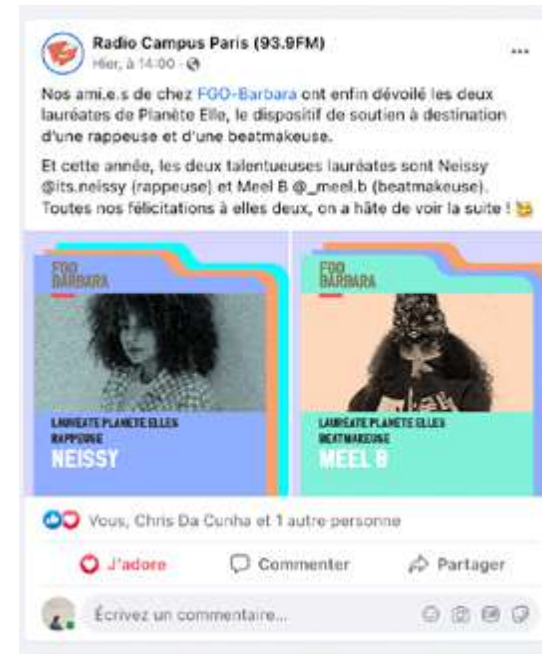 Radio Campus Paris (93.9FM)
Hier, à 14:00 ·
Nos ami.e.s de chez FGO-Barbara ont enfin dévoilé les deux
lauréates de Planète Elle, le dispositif de soutien à destination
d'une rappeuse et d'une beatmakeuse.
Et cette année, les deux talentueuses lauréates sont Neissy
@its.neissy (rappeuse) et Meel B @_meel.b (beatmakeuse).
Toutes nos félicitations à elles deux, on a hâte de voir la suite !
FGO
BARBARA
LAURÉATE PLANÈTE ELLES
RAPPEUSE
NEISSY
FGO
BARBARA
LAURÉATE PLANÈTE ELLES
BEATMAKEUSE
MEEL B
Vous, Chris Da Cunha et 1 autre personne
J'adore
Commenter
Partager
Écrivez un commentaire...